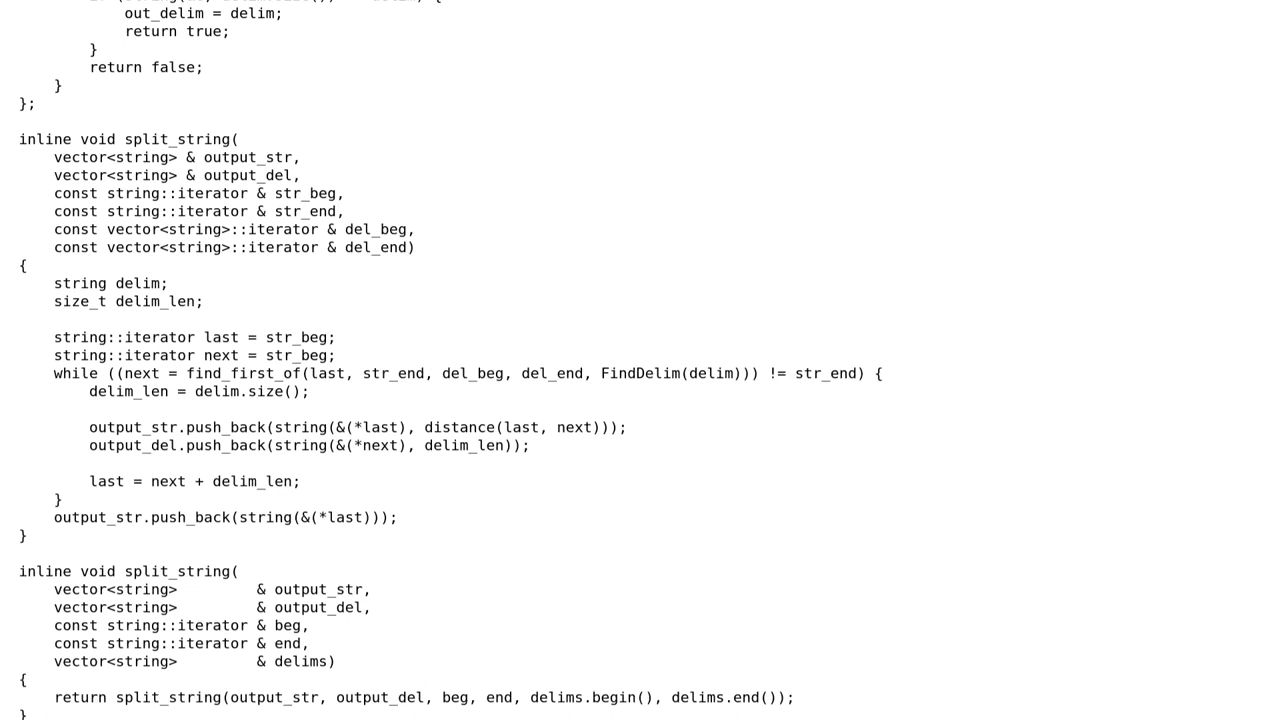 out_delim = delim;
            return true;
        }
        return false;
    }
};

inline void split_string(
    vector<string> & output_str,
    vector<string> & output_del,
    const string::iterator & str_beg,
    const string::iterator & str_end,
    const vector<string>::iterator & del_beg,
    const vector<string>::iterator & del_end)
{
    string delim;
    size_t delim_len;

    string::iterator last = str_beg;
    string::iterator next = str_beg;
    while ((next = find_first_of(last, str_end, del_beg, del_end, FindDelim(delim))) != str_end) {
        delim_len = delim.size();

        output_str.push_back(string(&(*last), distance(last, next)));
        output_del.push_back(string(&(*next), delim_len));

        last = next + delim_len;
    }
    output_str.push_back(string(&(*last)));
}

inline void split_string(
    vector<string>         & output_str,
    vector<string>         & output_del,
    const string::iterator & beg,
    const string::iterator & end,
    vector<string>         & delims)
{
    return split_string(output_str, output_del, beg, end, delims.begin(), delims.end());
}